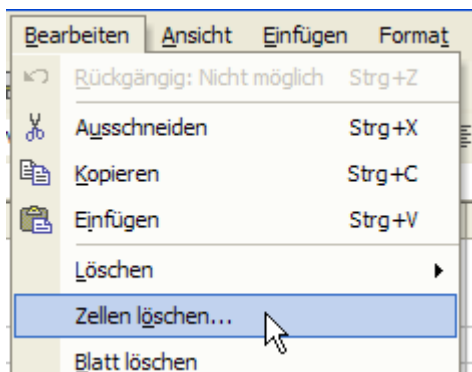 Bearbeiten Ansicht Einfügen Format
Rückgängig: Nicht möglich Strg+Z
Ausschneiden Strg+X
Kopieren Strg+C
Einfügen Strg+V
Löschen
Zellen löschen...
Blatt löschen